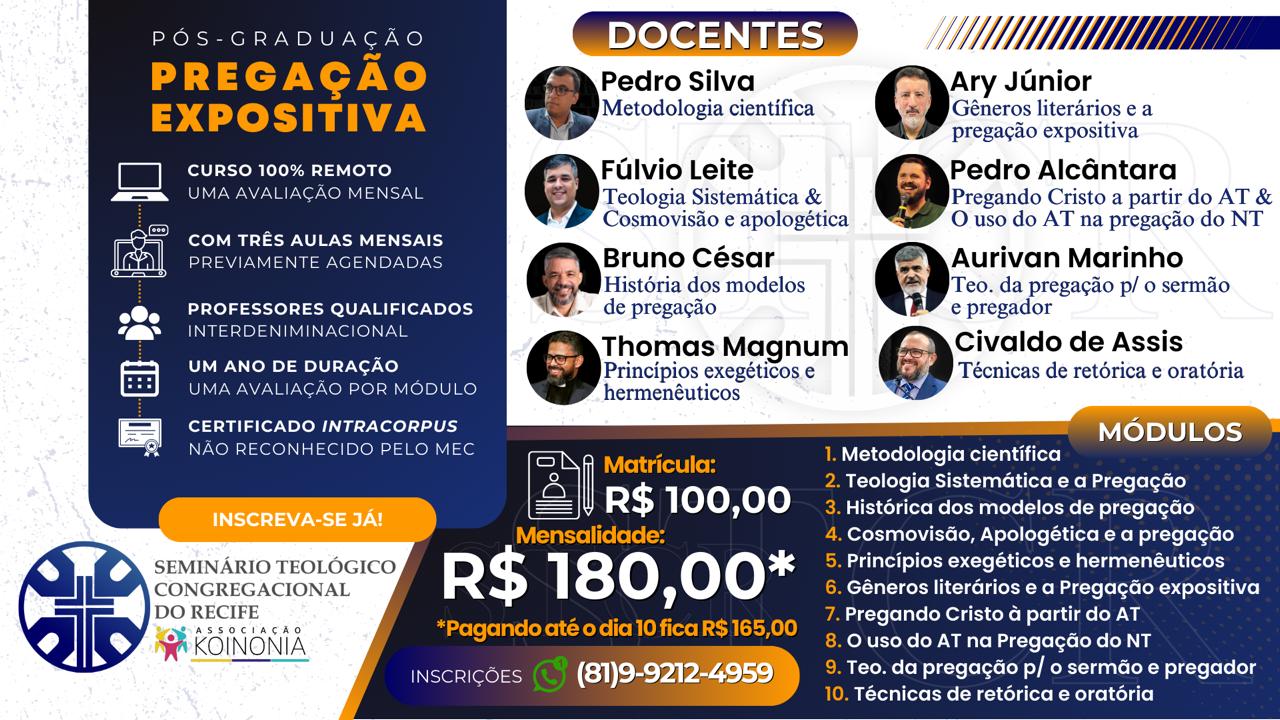 PÓS-GRADUAÇÃO
PREGAÇÃO
EXPOSITIVA
CURSO 100% REMOTO
UMA AVALIAÇÃO MENSAL
COM TRÊS AULAS MENSAIS
PREVIAMENTE AGENDADAS
PROFESSORES QUALIFICADOS
INTERDENIMINACIONAL
UM ANO DE DURAÇÃO
UMA AVALIAÇÃO POR MÓDULO
CERTIFICADO INTRACORPUS
NÃO RECONHECIDO PELO MEC
INSCREVA-SE JÁ!
SEMINÁRIO TEOLÓGICO
CONGREGACIONAL
DO RECIFE
ASSOCIAÇÃO
KOINONIA
DOCENTES
Pedro Silva
Metodologia científica
Fúlvio Leite
Teologia Sistemática &
Cosmovisão e apologética
Bruno César
História dos modelos
de pregação
Thomas Magnum
Princípios exegéticos e
hermenêuticos
Ary Júnior
Gêneros literários e a
pregação expositiva
Pedro Alcântara
Pregando Cristo a partir do AT &
O uso do AT na pregação do NT
Aurivan Marinho
Teo. da pregação p/ o sermão
e pregador
Civaldo de Assis
Técnicas de retórica e oratória
Matrícula:
R$ 100,00
Mensalidade:
R$ 180,00*
*Pagando até o dia 10 fica R$ 165,00
INSCRIÇÕES (81)9-9212-4959
MÓDULOS
1. Metodologia científica
2. Teologia Sistemática e a Pregação
3. Histórica dos modelos de pregação
4. Cosmovisão, Apologética e a pregação
5. Princípios exegéticos e hermenêuticos
6. Gêneros literários e a Pregação expositiva
7. Pregando Cristo à partir do AT
8. O uso do AT na Pregação do NT
9. Teo. da pregação p/ o sermão e pregador
10. Técnicas de retórica e oratória